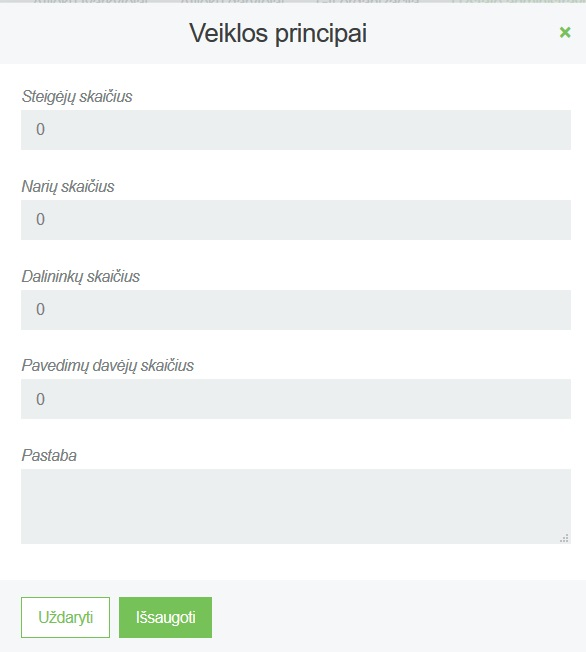 Veiklos principai
Steigėjų skaičius
0
Narių skaičius
0
Dalininkų skaičius
0
Pavedimų davėjų skaičius
0
Pastaba
Uždaryti Išsaugoti